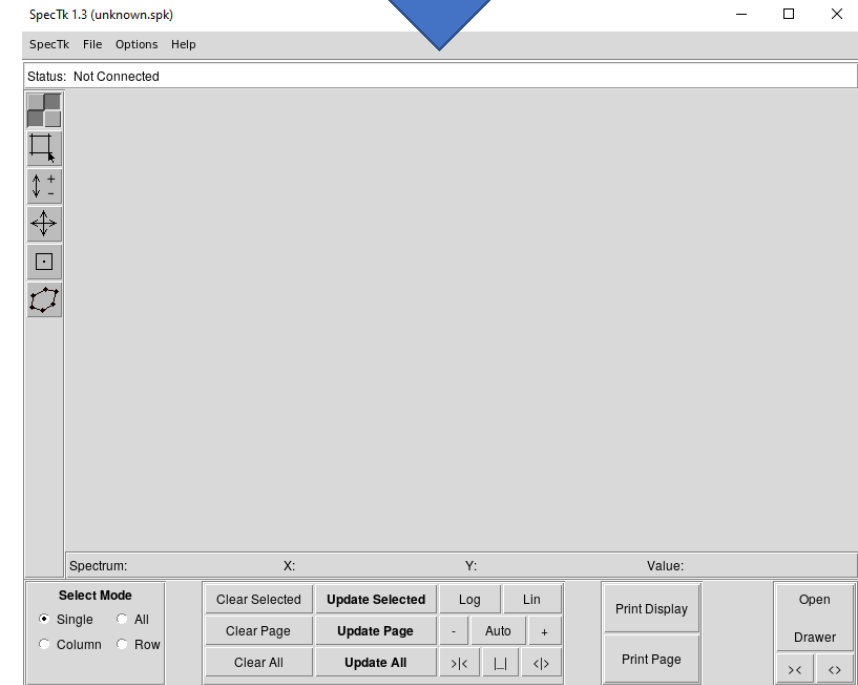 SpecTk 1.3 (unknown.spk)
SpecTk File Options Help
Status: Not Connected
+
-
Spectrum: X: Y: Value:
Select Mode
Single All
Column Row
Clear Selected Update Selected Log Lin
Clear Page Update Page - Auto +
Clear All Update All >|< |_| <|>
Print Display
Print Page
Open
Drawer
>< <>